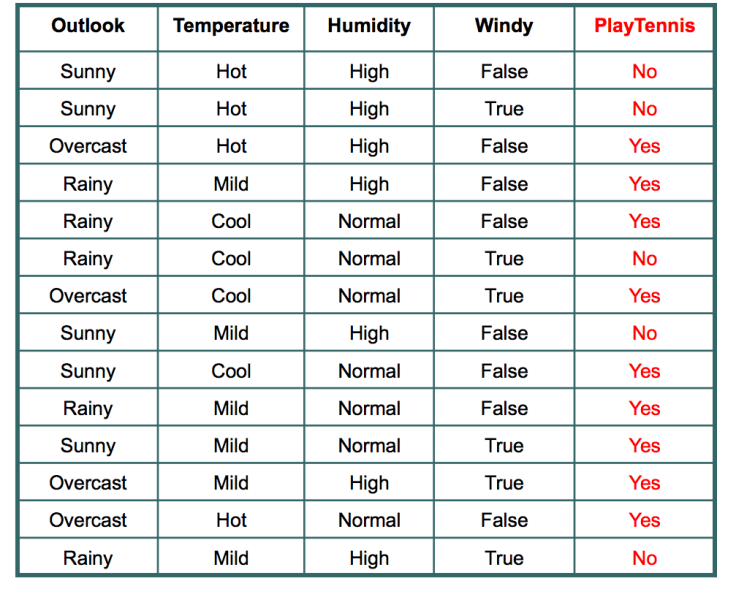 Outlook Temperature Humidity Windy PlayTennis
Sunny Hot High False No
Sunny Hot High True No
Overcast Hot High False Yes
Rainy Mild High False Yes
Rainy Cool Normal False Yes
Rainy Cool Normal True No
Overcast Cool Normal True Yes
Sunny Mild High False No
Sunny Cool Normal False Yes
Rainy Mild Normal False Yes
Sunny Mild Normal True Yes
Overcast Mild High True Yes
Overcast Hot Normal False Yes
Rainy Mild High True No